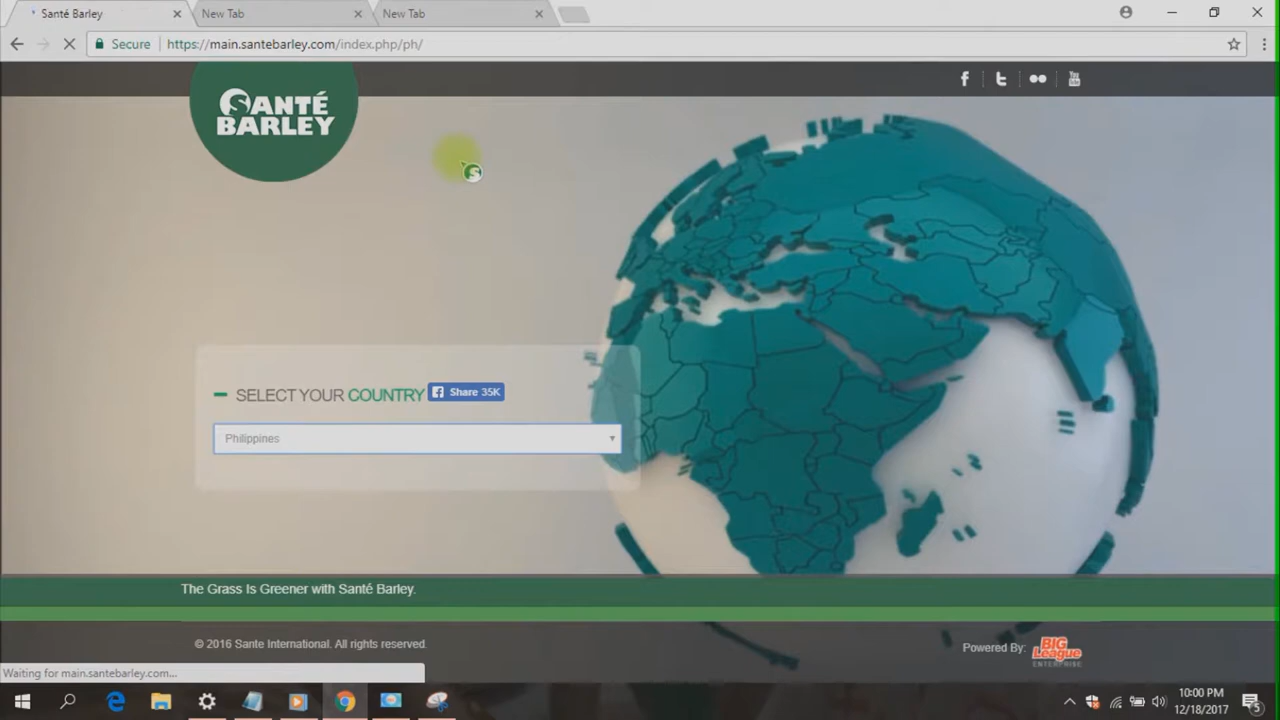 Santé Barley
New Tab
New Tab
Secure
https://main.santebarley.com/index.php/ph/
SANTÉ
BARLEY
SELECT YOUR COUNTRY
Share 35K
Philippines
The Grass Is Greener with Santé Barley.
© 2016 Sante International. All rights reserved.
Powered By:
BIG
League
ENTERPRISE
Waiting for main.santebarley.com...
10:00 PM
12/18/2017
5